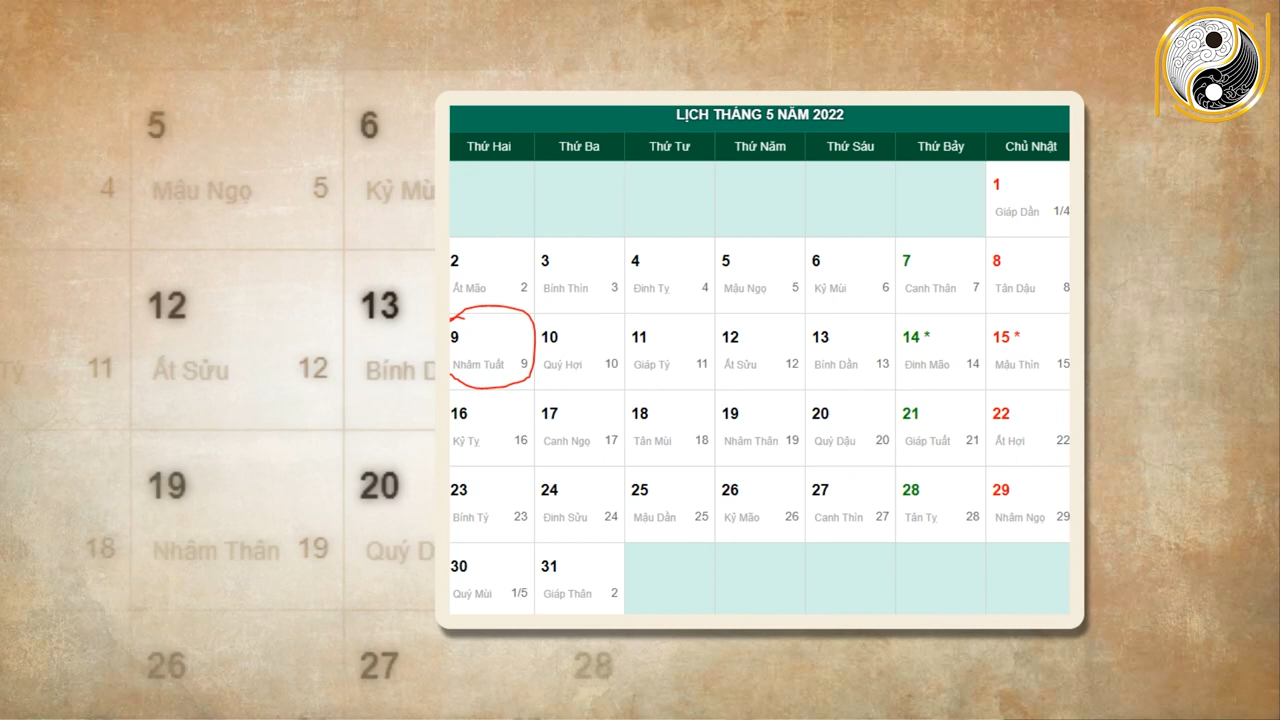 LỊCH THÁNG 5 NĂM 2022
Thứ Hai Thứ Ba Thứ Tư Thứ Năm Thứ Sáu Thứ Bảy Chủ Nhật
1
Giáp Dần 1/4
2 3 4 5 6 7 8
Ất Mão 2 Bính Thìn 3 Đinh Tỵ 4 Mậu Ngọ 5 Kỷ Mùi 6 Canh Thân 7 Tân Dậu 8
9 10 11 12 13 14 * 15 *
Nhâm Tuất 9 Quý Hợi 10 Giáp Tý 11 Ất Sửu 12 Bính Dần 13 Đinh Mão 14 Mậu Thìn 15
16 17 18 19 20 21 22
Kỷ Tỵ 16 Canh Ngọ 17 Tân Mùi 18 Nhâm Thân 19 Quý Dậu 20 Giáp Tuất 21 Ất Hợi 22
23 24 25 26 27 28 29
Bính Tý 23 Đinh Sửu 24 Mậu Dần 25 Kỷ Mão 26 Canh Thìn 27 Tân Tỵ 28 Nhâm Ngọ 29
30 31
Quý Mùi 1/5 Giáp Thân 2
5 6
4 Mậu Ngọ 5 Kỷ Mùi
12 13
Tý 11 Ất Sửu 12 Bính D
19 20
18 Nhâm Thân 19 Quý D
26 27 28